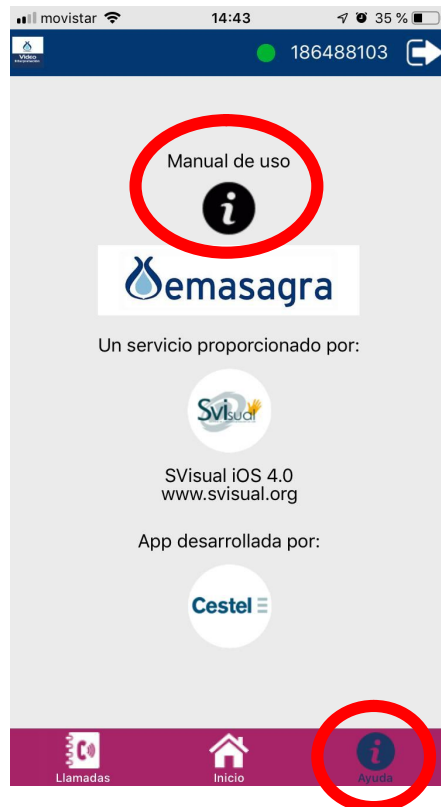 movistar 14:43 35 %
Video
186488103
Manual de uso
i
emasagra
Un servicio proporcionado por:
SVIsual
SVisual iOS 4.0
www.svisual.org
App desarrollada por:
Cestel
Llamadas Inicio Ayuda